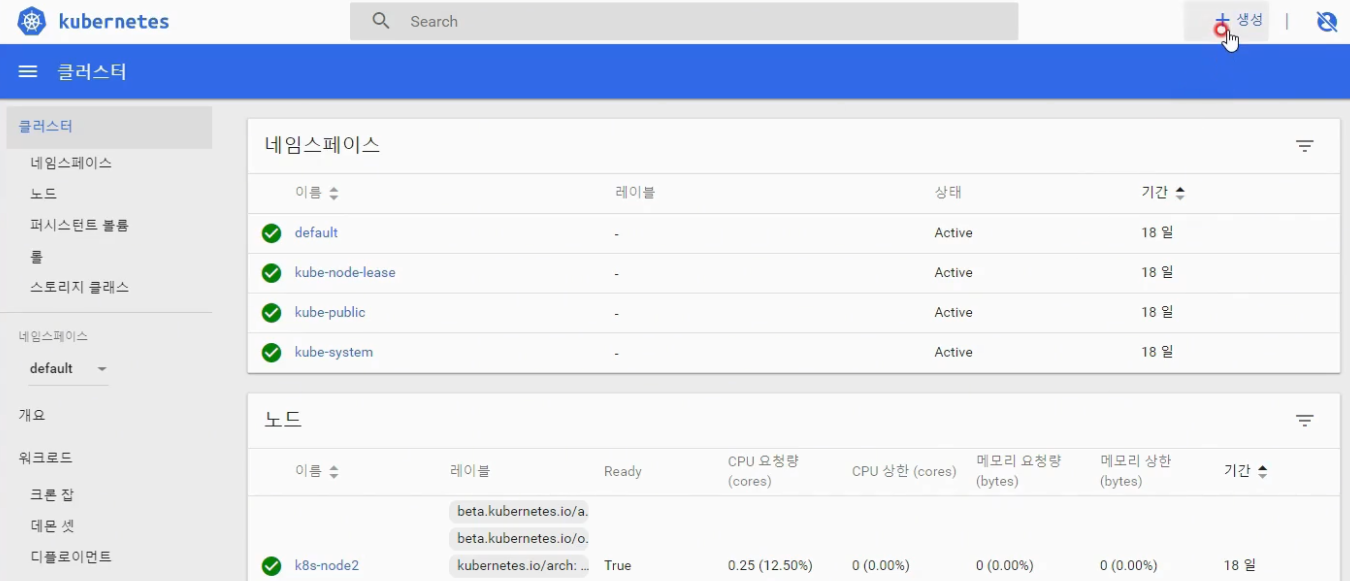 kubernetes
Search
+ 생성
클러스터
클러스터
네임스페이스
노드
퍼시스턴트 볼륨
롤
스토리지 클래스
네임스페이스
default
개요
워크로드
크론 잡
데몬 셋
디플로이먼트
네임스페이스
이름 레이블 상태 기간
default - Active 18 일
kube-node-lease - Active 18 일
kube-public - Active 18 일
kube-system - Active 18 일
노드
이름 레이블 Ready CPU 요청량 (cores) CPU 상한 (cores) 메모리 요청량 (bytes) 메모리 상한 (bytes) 기간
beta.kubernetes.io/a.
beta.kubernetes.io/o.
k8s-node2 kubernetes.io/arch: ... True 0.25 (12.50%) 0 (0.00%) 0 (0.00%) 0 (0.00%) 18 일